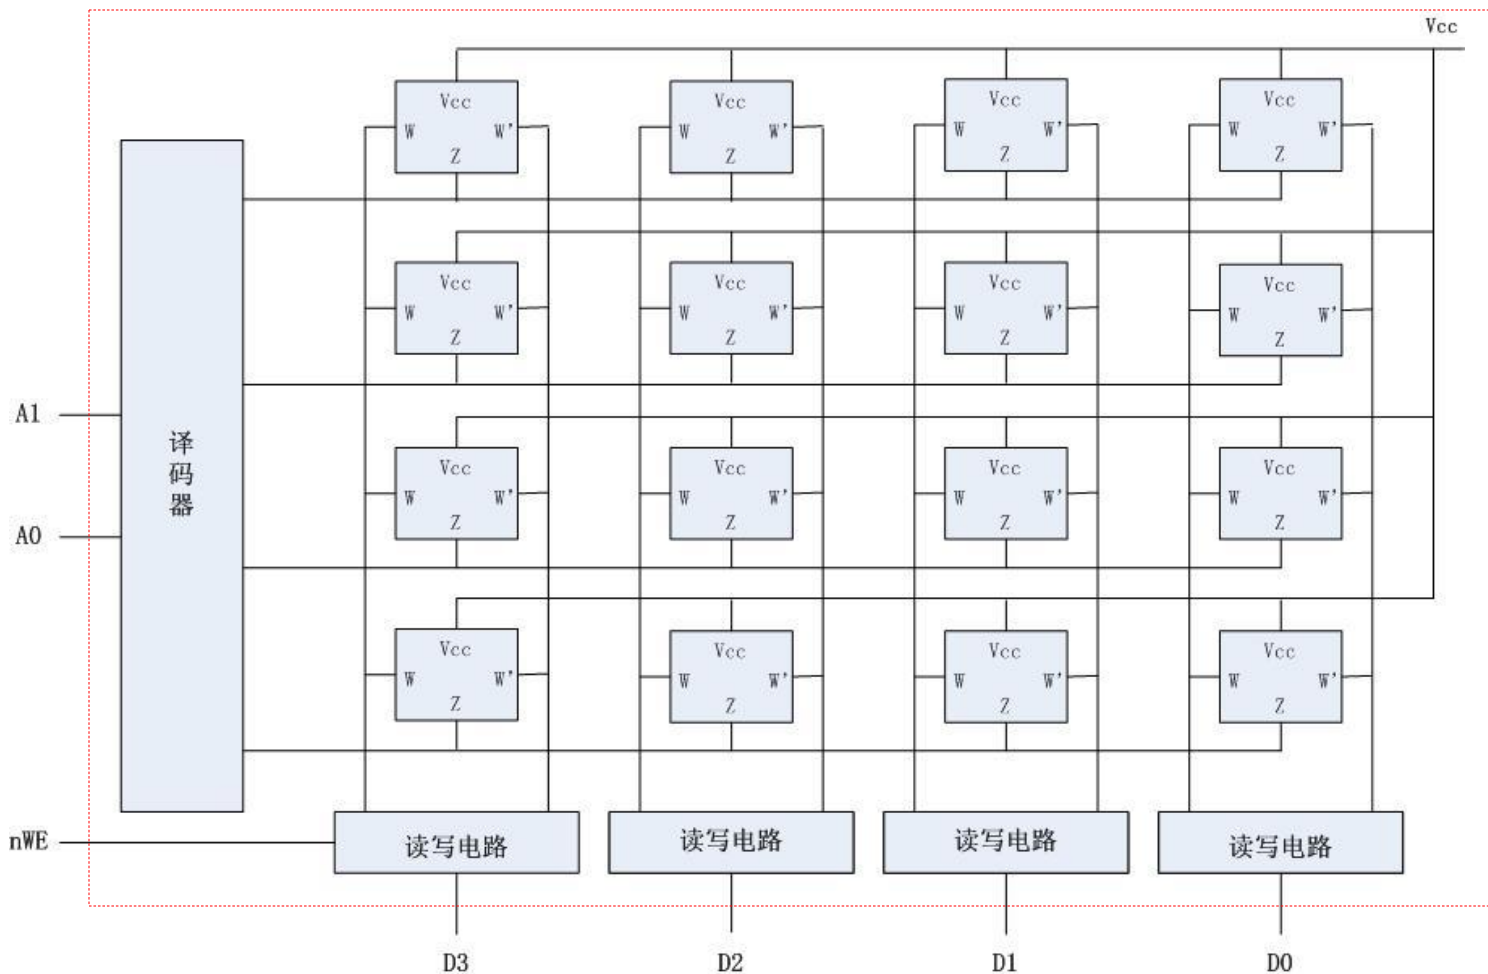 Vcc
Vcc Vcc Vcc Vcc
W W' W W' W W' W W'
Z Z Z Z
Vcc Vcc Vcc Vcc
W W' W W' W W' W W'
Z Z Z Z
A1
译码器
Vcc Vcc Vcc Vcc
W W' W W' W W' W W'
Z Z Z Z
A0
Vcc Vcc Vcc Vcc
W W' W W' W W' W W'
Z Z Z Z
nWE 读写电路 读写电路 读写电路 读写电路
D3 D2 D1 D0